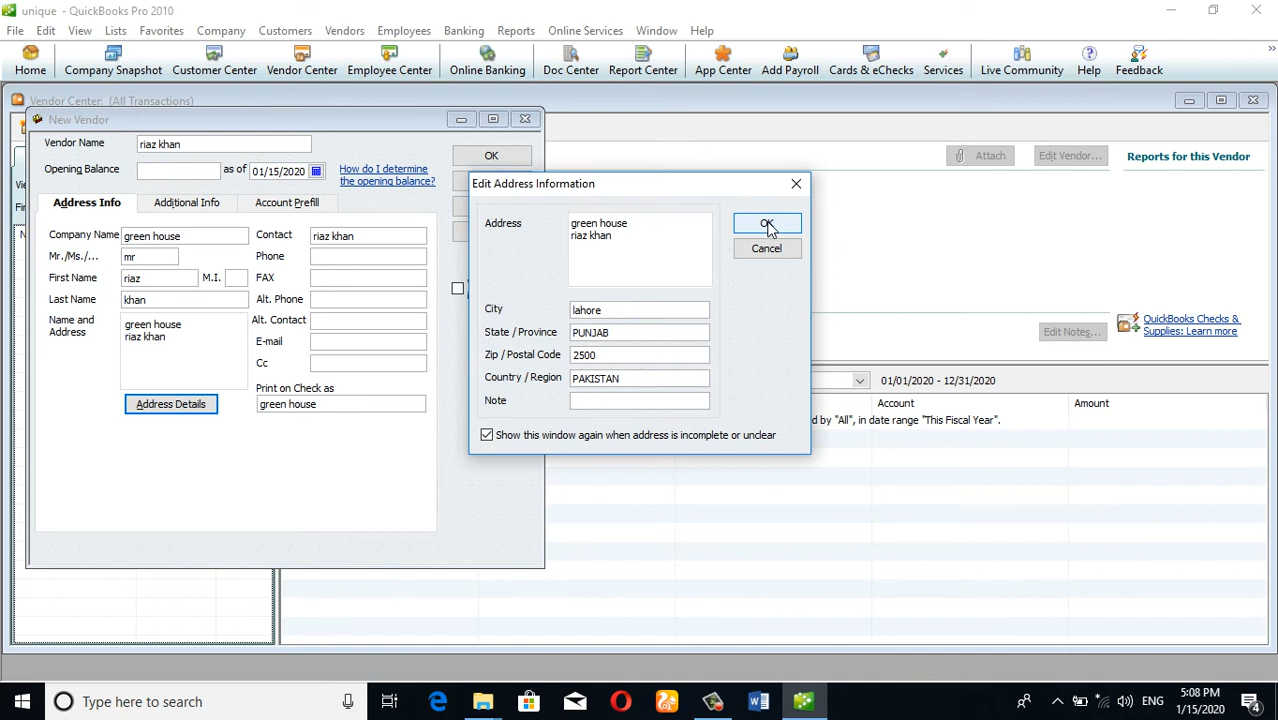 unique - QuickBooks Pro 2010
File Edit View Lists Favorites Company Customers Vendors Employees Banking Reports Online Services Window Help
Home Company Snapshot Customer Center Vendor Center Employee Center Online Banking Doc Center Report Center App Center Add Payroll Cards & eChecks Services Live Community Help Feedback
Vendor Center: (All Transactions)
New Vendor
Vendor Name riaz khan
OK
Opening Balance as of 01/15/2020
How do I determine
the opening balance?
Address Info Additional Info Account Prefill
Company Name green house Contact riaz khan
Mr./Ms./... mr Phone
First Name riaz M.I. FAX
Last Name khan Alt. Phone
Name and
Address
green house
riaz khan
Alt. Contact
E-mail
Cc
Print on Check as
Address Details green house
Edit Address Information
Address green house
riaz khan
OK
Cancel
City lahore
State / Province PUNJAB
Zip / Postal Code 2500
Country / Region PAKISTAN
Note
Show this window again when address is incomplete or unclear
Attach Edit Vendor... Reports for this Vendor
Edit Notes...
QuickBooks Checks &
Supplies: Learn more
01/01/2020 - 12/31/2020
Account Amount
by "All", in date range "This Fiscal Year".
Type here to search
ENG
5:08 PM
1/15/2020
4